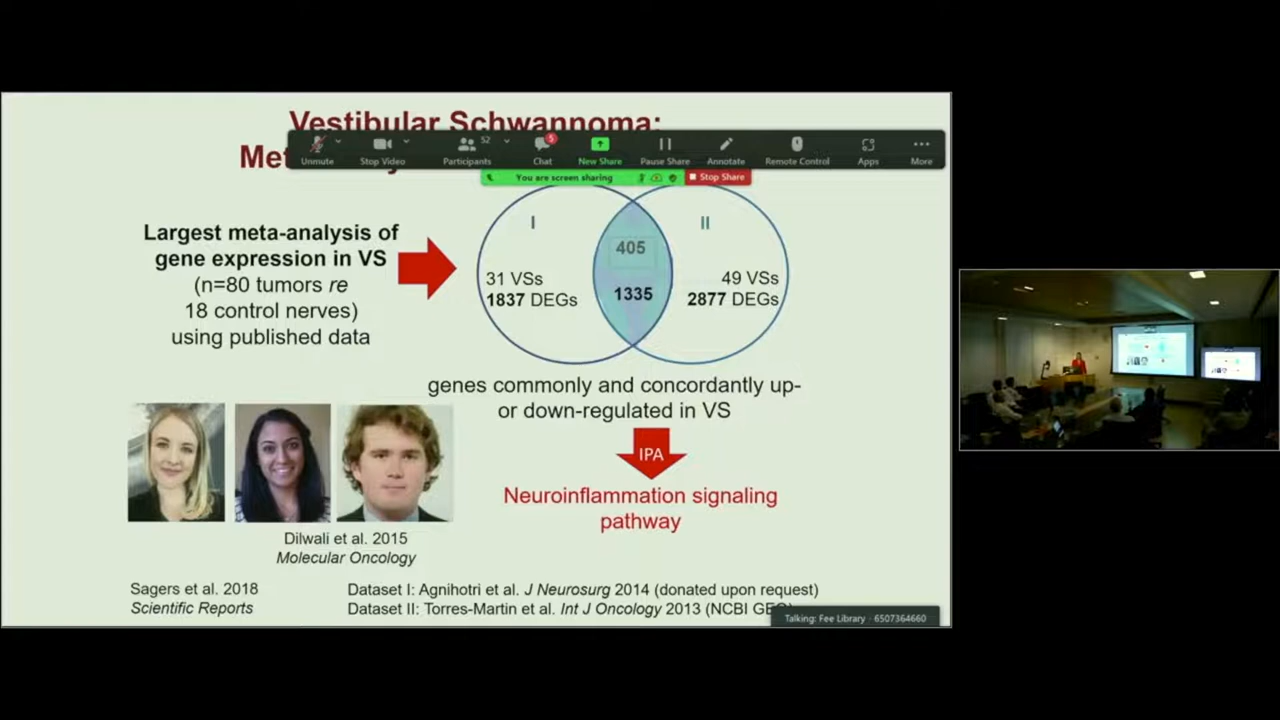 Vestibular Schwannoma:
Unmute
Stop Video
52
Participants
5
Chat
New Share
Pause Share
Annotate
Remote Control
Apps
More
You are screen sharing
Stop Share
Largest meta-analysis of
gene expression in VS
(n=80 tumors re
18 control nerves)
using published data
I
II
405
31 VSs
1837 DEGs
1335
49 VSs
2877 DEGs
genes commonly and concordantly up-
or down-regulated in VS
IPA
Neuroinflammation signaling
pathway
Dilwali et al. 2015
Molecular Oncology
Sagers et al. 2018
Scientific Reports
Dataset I: Agnihotri et al. J Neurosurg 2014 (donated upon request)
Dataset II: Torres-Martin et al. Int J Oncology 2013 (NCBI GEO)
Talking: Fee Library - 6507364660